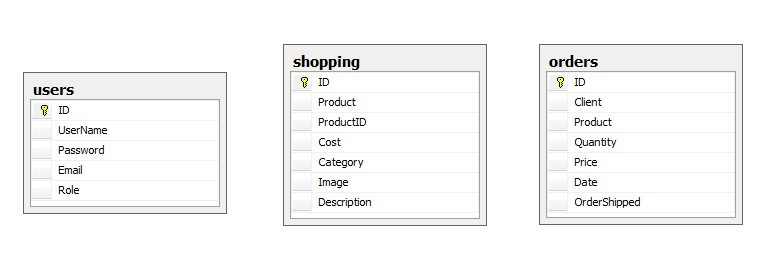 users
ID
UserName
Password
Email
Role
shopping
ID
Product
ProductID
Cost
Category
Image
Description
orders
ID
Client
Product
Quantity
Price
Date
OrderShipped